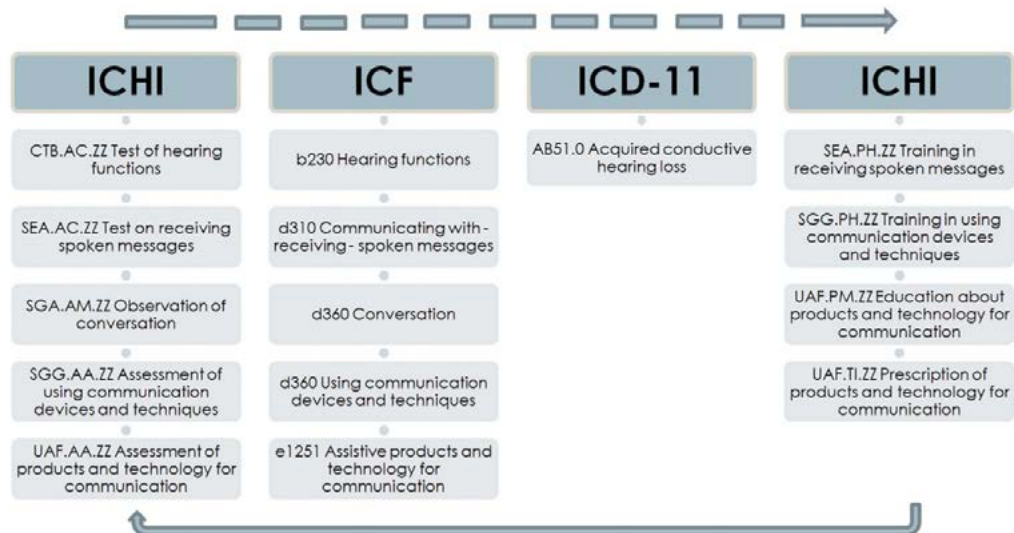 ICHI
CTB.AC.ZZ Test of hearing
functions
SEA.AC.ZZ Test on receiving
spoken messages
SGA.AM.ZZ Observation of
conversation
SGG.AA.ZZ Assessment of
using communication
devices and techniques
UAF.AA.ZZ Assessment of
products and technology for
communication
ICF
b230 Hearing functions
d310 Communicating with -
receiving - spoken messages
d360 Conversation
d360 Using communication
devices and techniques
e1251 Assistive products and
technology for
communication
ICD-11
AB51.0 Acquired conductive
hearing loss
ICHI
SEA.PH.ZZ Training in
receiving spoken messages
SGG.PH.ZZ Training in using
communication devices
and techniques
UAF.PM.ZZ Education about
products and technology for
communication
UAF.TI.ZZ Prescription of
products and technology for
communication